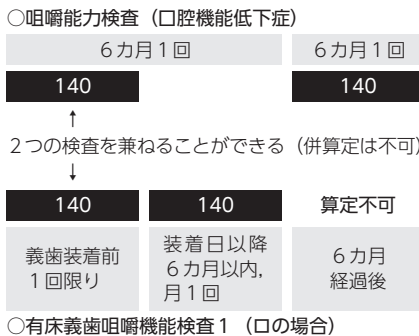 ○咀嚼能力検査（口腔機能低下症）
6カ月1回 6カ月1回
140 140
↑
2つの検査を兼ねることができる（併算定は不可）
↓
140 140 算定不可
義歯装着前 装着日以降 6カ月
1回限り 6カ月以内, 経過後
月1回
○有床義歯咀嚼機能検査1（ロの場合）